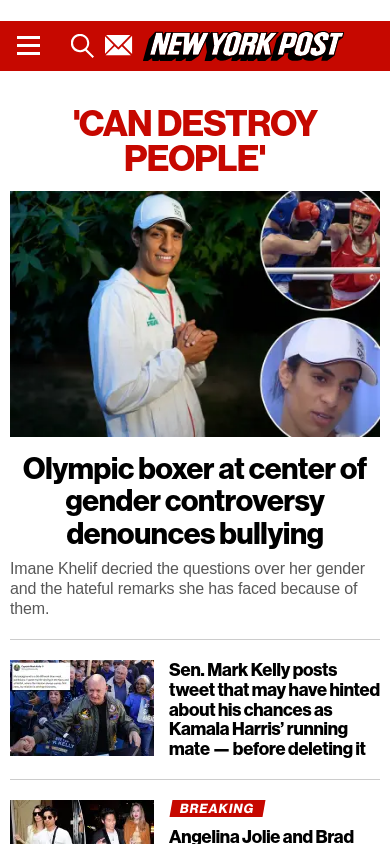 NEW YORK POST
'CAN DESTROY
PEOPLE'
Olympic boxer at center of
gender controversy
denounces bullying
Imane Khelif decried the questions over her gender
and the hateful remarks she has faced because of
them.
Sen. Mark Kelly posts
tweet that may have hinted
about his chances as
Kamala Harris’ running
mate — before deleting it
BREAKING
Angelina Jolie and Brad